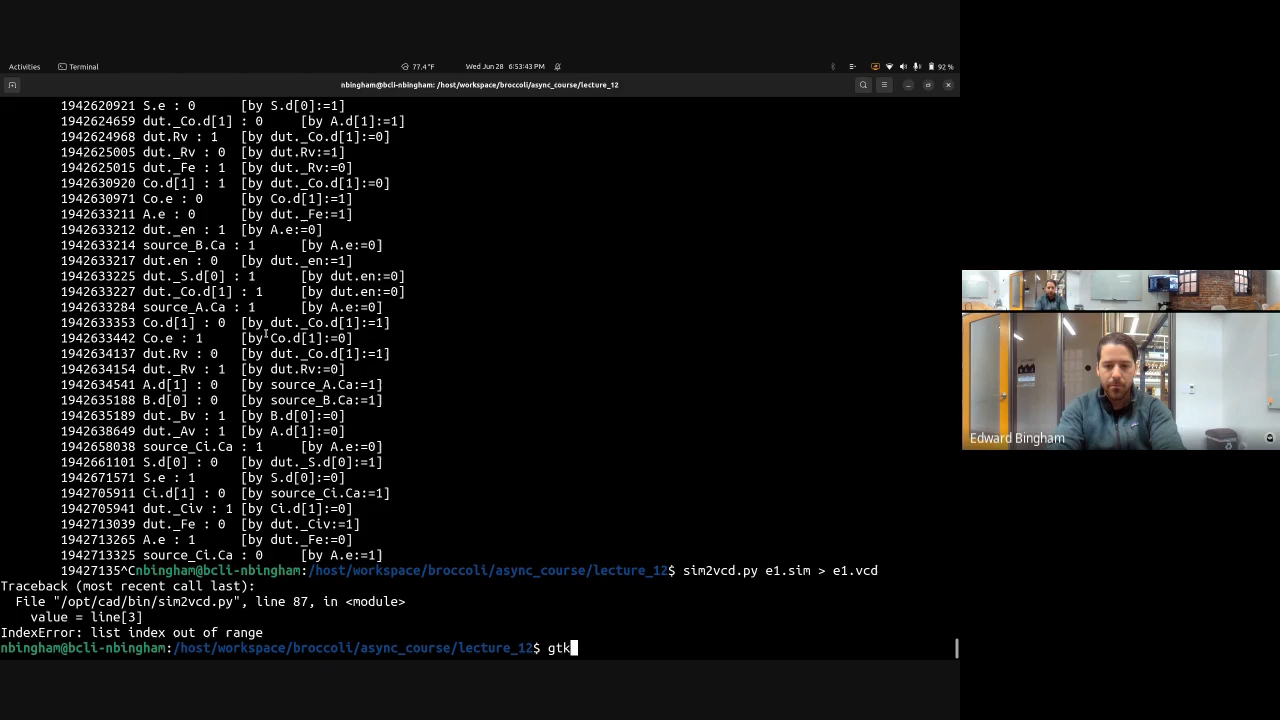 Activities Terminal 77.4°F Wed Jun 28 6:53:43 PM 92 %
nbingham@bcli-nbingham: /host/workspace/broccoli/async_course/lecture_12
1942620921 S.e : 0 [by S.d[0]:=1]
1942624659 dut._Co.d[1] : 0 [by A.d[1]:=1]
1942624968 dut.Rv : 1 [by dut._Co.d[1]:=0]
1942625005 dut._Rv : 0 [by dut.Rv:=1]
1942625015 dut._Fe : 1 [by dut._Rv:=0]
1942630920 Co.d[1] : 1 [by dut._Co.d[1]:=0]
1942630971 Co.e : 0 [by Co.d[1]:=1]
1942633211 A.e : 0 [by dut._Fe:=1]
1942633212 dut._en : 1 [by A.e:=0]
1942633214 source_B.Ca : 1 [by A.e:=0]
1942633217 dut.en : 0 [by dut._en:=1]
1942633225 dut._S.d[0] : 1 [by dut.en:=0]
1942633227 dut._Co.d[1] : 1 [by dut.en:=0]
1942633284 source_A.Ca : 1 [by A.e:=0]
1942633353 Co.d[1] : 0 [by dut._Co.d[1]:=1]
1942633442 Co.e : 1 [by Co.d[1]:=0]
1942634137 dut.Rv : 0 [by dut._Co.d[1]:=1]
1942634154 dut._Rv : 1 [by dut.Rv:=0]
1942634541 A.d[1] : 0 [by source_A.Ca:=1]
1942635188 B.d[0] : 0 [by source_B.Ca:=1]
1942635189 dut._Bv : 1 [by B.d[0]:=0]
1942638649 dut._Av : 1 [by A.d[1]:=0]
1942658038 source_Ci.Ca : 1 [by A.e:=0]
1942661101 S.d[0] : 0 [by dut._S.d[0]:=1]
1942671571 S.e : 1 [by S.d[0]:=0]
1942705911 Ci.d[1] : 0 [by source_Ci.Ca:=1]
1942705941 dut._Civ : 1 [by Ci.d[1]:=0]
1942713039 dut._Fe : 0 [by dut._Civ:=1]
1942713265 A.e : 1 [by dut._Fe:=0]
1942713325 source_Ci.Ca : 0 [by A.e:=1]
19427135^Cnbingham@bcli-nbingham:/host/workspace/broccoli/async_course/lecture_12$ sim2vcd.py e1.sim > e1.vcd
Traceback (most recent call last):
File "/opt/cad/bin/sim2vcd.py", line 87, in <module>
value = line[3]
IndexError: list index out of range
nbingham@bcli-nbingham:/host/workspace/broccoli/async_course/lecture_12$ gtk
Edward Bingham